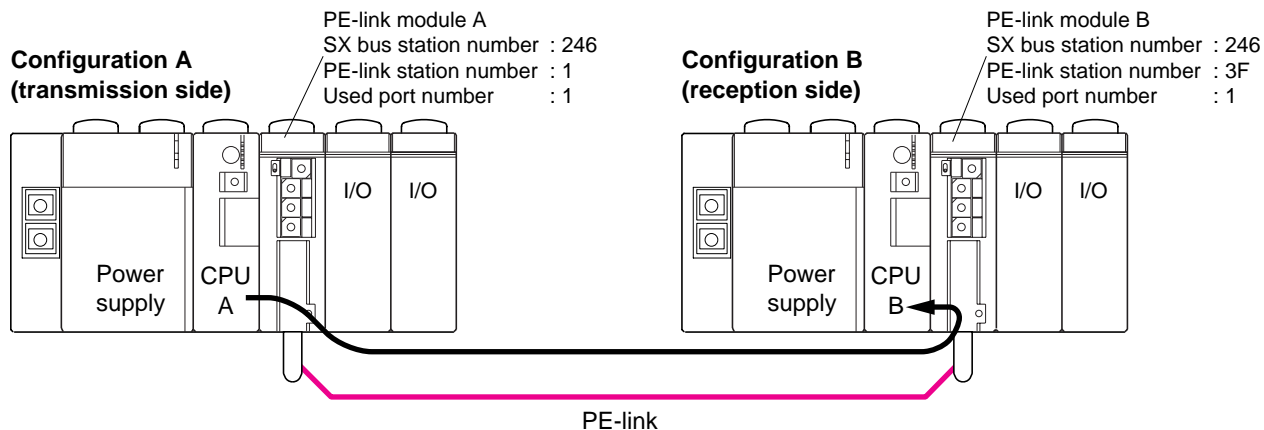 PE-link module A
SX bus station number : 246
PE-link station number : 1
Used port number : 1
Configuration A
(transmission side)
I/O
I/O
Power
supply
CPU
A
PE-link module B
SX bus station number : 246
PE-link station number : 3F
Used port number : 1
Configuration B
(reception side)
I/O
I/O
Power
supply
CPU
B
PE-link